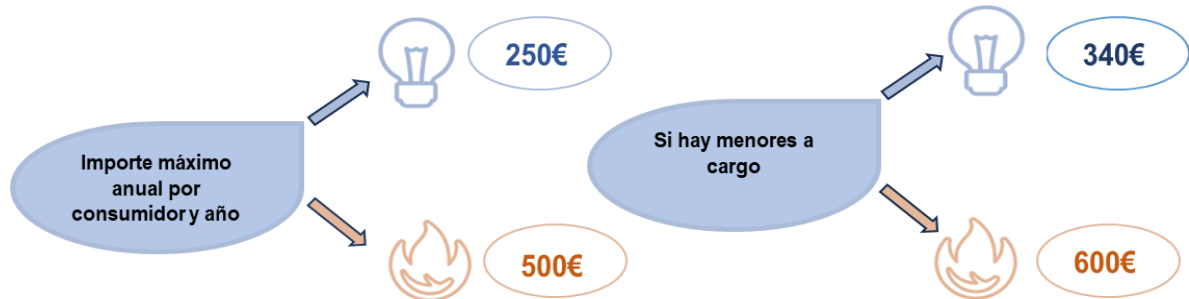 Importe máximo
anual por
consumidor y año
250€
500€
Si hay menores a
cargo
340€
600€